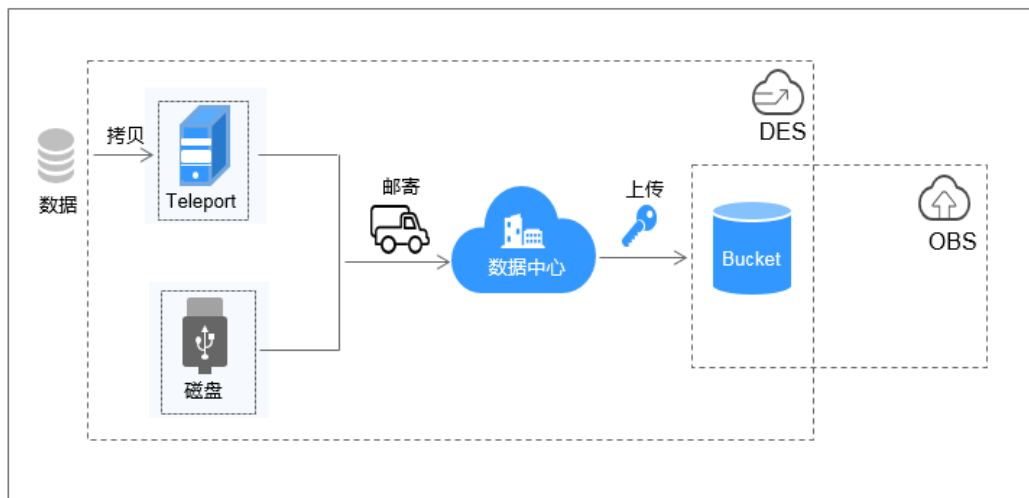 DES
拷贝
数据
Teleport
邮寄
上传
数据中心
Bucket
OBS
磁盘